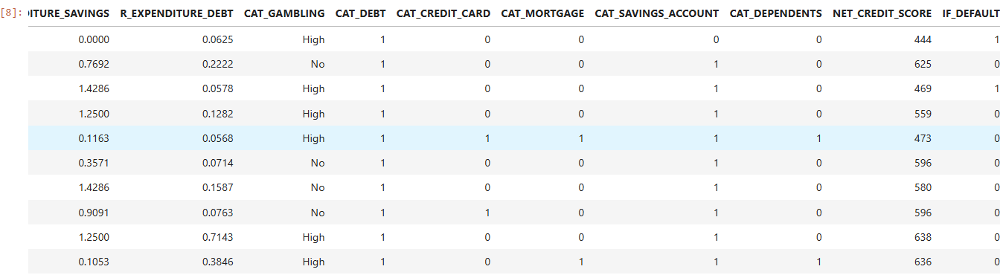 [8]: ITURE_SAVINGS R_EXPENDITURE_DEBT CAT_GAMBLING CAT_DEBT CAT_CREDIT_CARD CAT_MORTGAGE CAT_SAVINGS_ACCOUNT CAT_DEPENDENTS NET_CREDIT_SCORE IF_DEFAULT
0.0000 0.0625 High 1 0 0 0 0 444 1
0.7692 0.2222 No 1 0 0 1 0 625 0
1.4286 0.0578 High 1 0 0 1 0 469 1
1.2500 0.1282 High 1 0 0 1 0 559 0
0.1163 0.0568 High 1 1 1 1 1 473 0
0.3571 0.0714 No 1 0 0 1 0 596 0
1.4286 0.1587 No 1 0 0 1 0 580 0
0.9091 0.0763 No 1 1 0 1 0 596 0
1.2500 0.7143 High 1 0 0 1 0 638 0
0.1053 0.3846 High 1 0 1 1 1 636 0